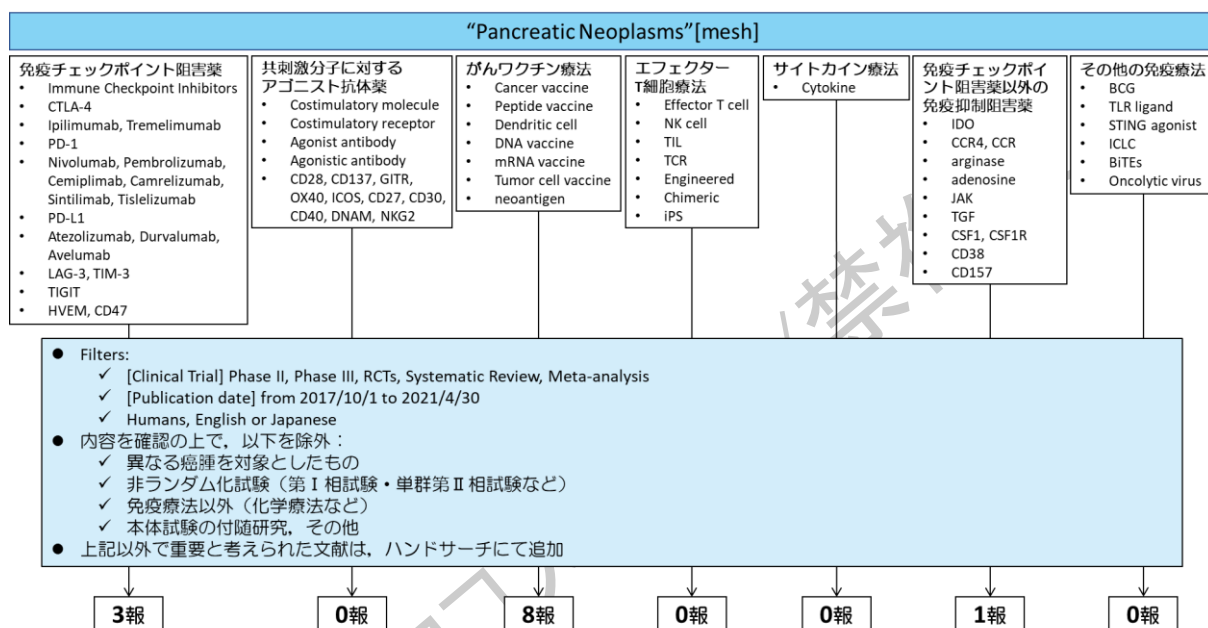 “Pancreatic Neoplasms”[mesh]
免疫チェックポイント阻害薬
• Immune Checkpoint Inhibitors
• CTLA-4
• Ipilimumab, Tremelimumab
• PD-1
• Nivolumab, Pembrolizumab,
Cemiplimab, Camrelizumab,
Sintilimab, Tislelizumab
• PD-L1
• Atezolizumab, Durvalumab,
Avelumab
• LAG-3, TIM-3
• TIGIT
• HVEM, CD47
共刺激分子に対する
アゴニスト抗体薬
• Costimulatory molecule
• Costimulatory receptor
• Agonist antibody
• Agonistic antibody
• CD28, CD137, GITR,
OX40, ICOS, CD27, CD30,
CD40, DNAM, NKG2
がんワクチン療法
• Cancer vaccine
• Peptide vaccine
• Dendritic cell
• DNA vaccine
• mRNA vaccine
• Tumor cell vaccine
• neoantigen
エフェクター
T細胞療法
• Effector T cell
• NK cell
• TIL
• TCR
• Engineered
• Chimeric
• iPS
サイトカイン療法
• Cytokine
免疫チェックポイ
ント阻害薬以外の
免疫抑制阻害薬
• IDO
• CCR4, CCR
• arginase
• adenosine
• JAK
• TGF
• CSF1, CSF1R
• CD38
• CD157
その他の免疫療法
• BCG
• TLR ligand
• STING agonist
• ICLC
• BiTEs
• Oncolytic virus
● Filters:
✓ [Clinical Trial] Phase II, Phase III, RCTs, Systematic Review, Meta-analysis
✓ [Publication date] from 2017/10/1 to 2021/4/30
✓ Humans, English or Japanese
● 内容を確認の上で，以下を除外：
✓ 異なる癌腫を対象としたもの
✓ 非ランダム化試験（第Ⅰ相試験・単群第Ⅱ相試験など）
✓ 免疫療法以外（化学療法など）
✓ 本体試験の付随研究，その他
● 上記以外で重要と考えられた文献は，ハンドサーチにて追加
3報
0報
8報
0報
0報
1報
0報